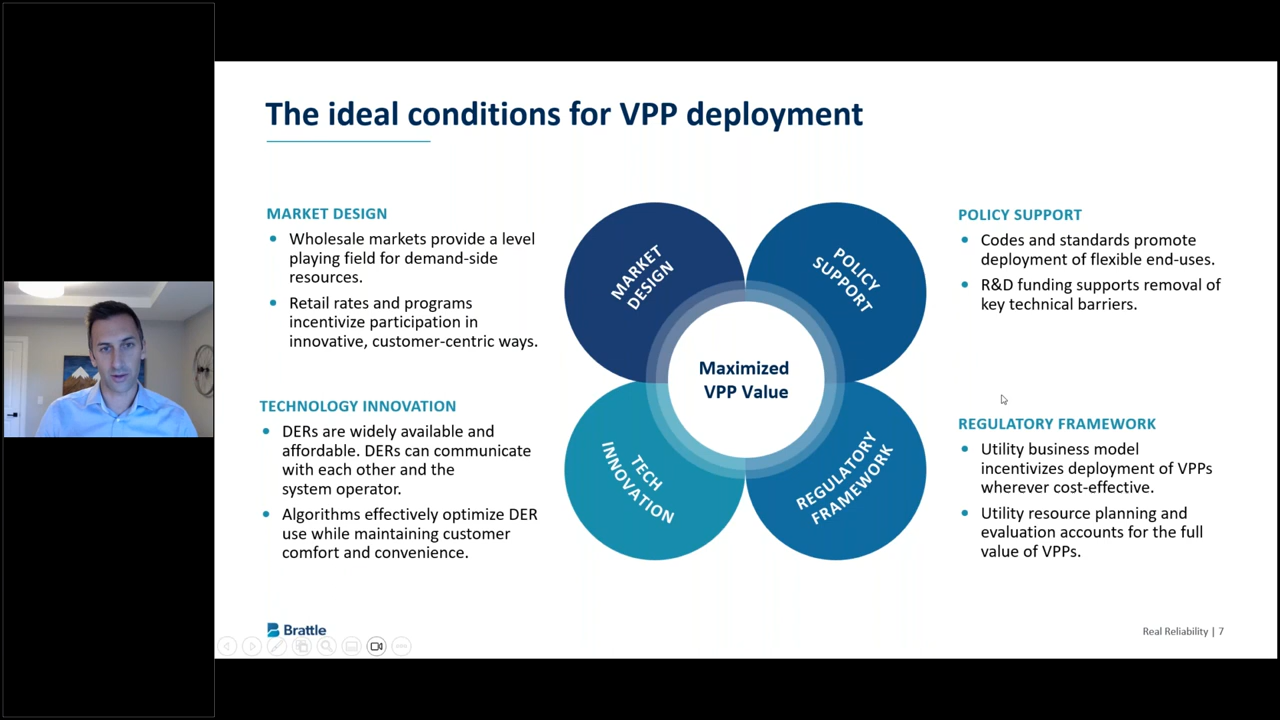 The ideal conditions for VPP deployment
MARKET DESIGN
Wholesale markets provide a level
playing field for demand-side
resources.
Retail rates and programs
incentivize participation in
innovative, customer-centric ways.
TECHNOLOGY INNOVATION
DERs are widely available and
affordable. DERs can communicate
with each other and the
system operator.
Algorithms effectively optimize DER
use while maintaining customer
comfort and convenience.
MARKET
DESIGN
POLICY
SUPPORT
Maximized
VPP Value
TECH
INNOVATION
REGULATORY
FRAMEWORK
POLICY SUPPORT
Codes and standards promote
deployment of flexible end-uses.
R&D funding supports removal of
key technical barriers.
REGULATORY FRAMEWORK
Utility business model
incentivizes deployment of VPPs
wherever cost-effective.
Utility resource planning and
evaluation accounts for the full
value of VPPs.
Brattle
Real Reliability | 7